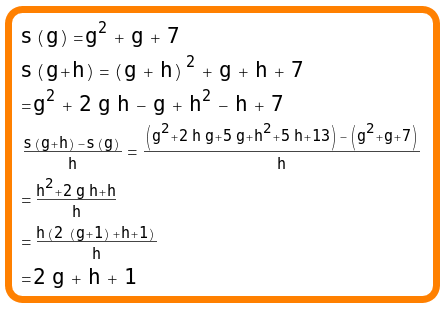 s(g)=g² + g + 7
s(g+h)=(g + h)² + g + h + 7
=g² + 2 g h − g + h² − h + 7
(s(g+h)−s(g))/h = ((g²+2 h g+5 g+h²+5 h+13)−(g²+g+7))/h
= (h²+2 g h+h)/h
= (h(2 (g+1)+h+1))/h
=2 g + h + 1